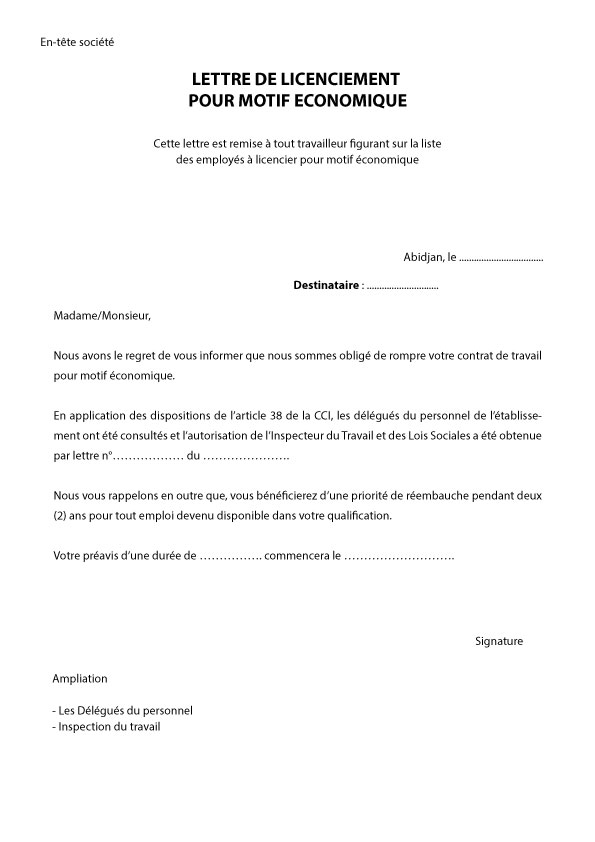 En-tête société
LETTRE DE LICENCIEMENT
POUR MOTIF ECONOMIQUE
Cette lettre est remise à tout travailleur figurant sur la liste
des employés à licencier pour motif économique
Abidjan, le ..................................
Destinataire : .............................
Madame/Monsieur,
Nous avons le regret de vous informer que nous sommes obligé de rompre votre contrat de travail
pour motif économique.
En application des dispositions de l’article 38 de la CCI, les délégués du personnel de l’établisse-
ment ont été consultés et l’autorisation de l’Inspecteur du Travail et des Lois Sociales a été obtenue
par lettre n°……………… du ………………….
Nous vous rappelons en outre que, vous bénéficierez d’une priorité de réembauche pendant deux
(2) ans pour tout emploi devenu disponible dans votre qualification.
Votre préavis d’une durée de ……………. commencera le ……………………….
Signature
Ampliation
- Les Délégués du personnel
- Inspection du travail